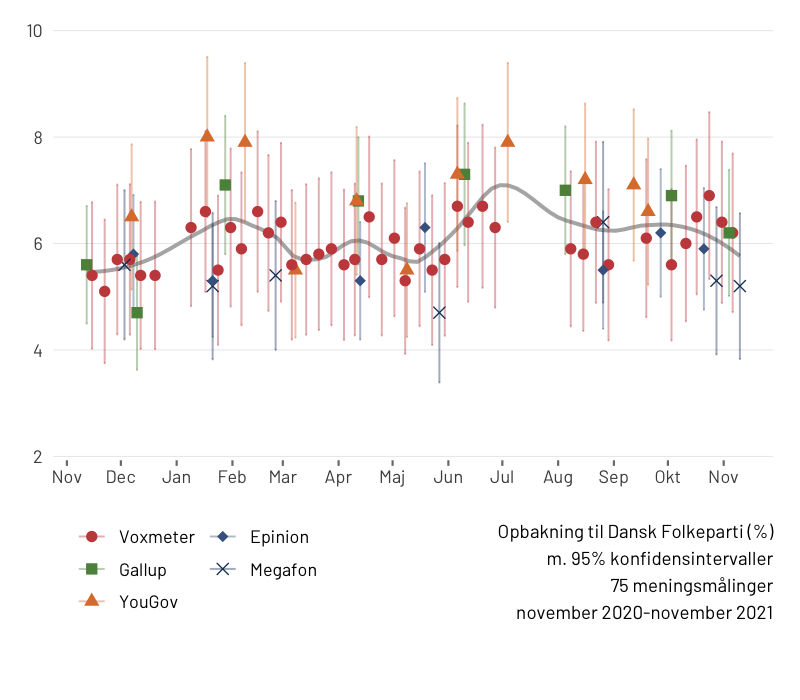 10
8
6
4
2
Nov Dec Jan Feb Mar Apr Maj Jun Jul Aug Sep Okt Nov
Voxmeter Epinion
Gallup Megafon
YouGov
Opbakning til Dansk Folkeparti (%)
m. 95% konfidensintervaller
75 meningsmålinger
november 2020-november 2021